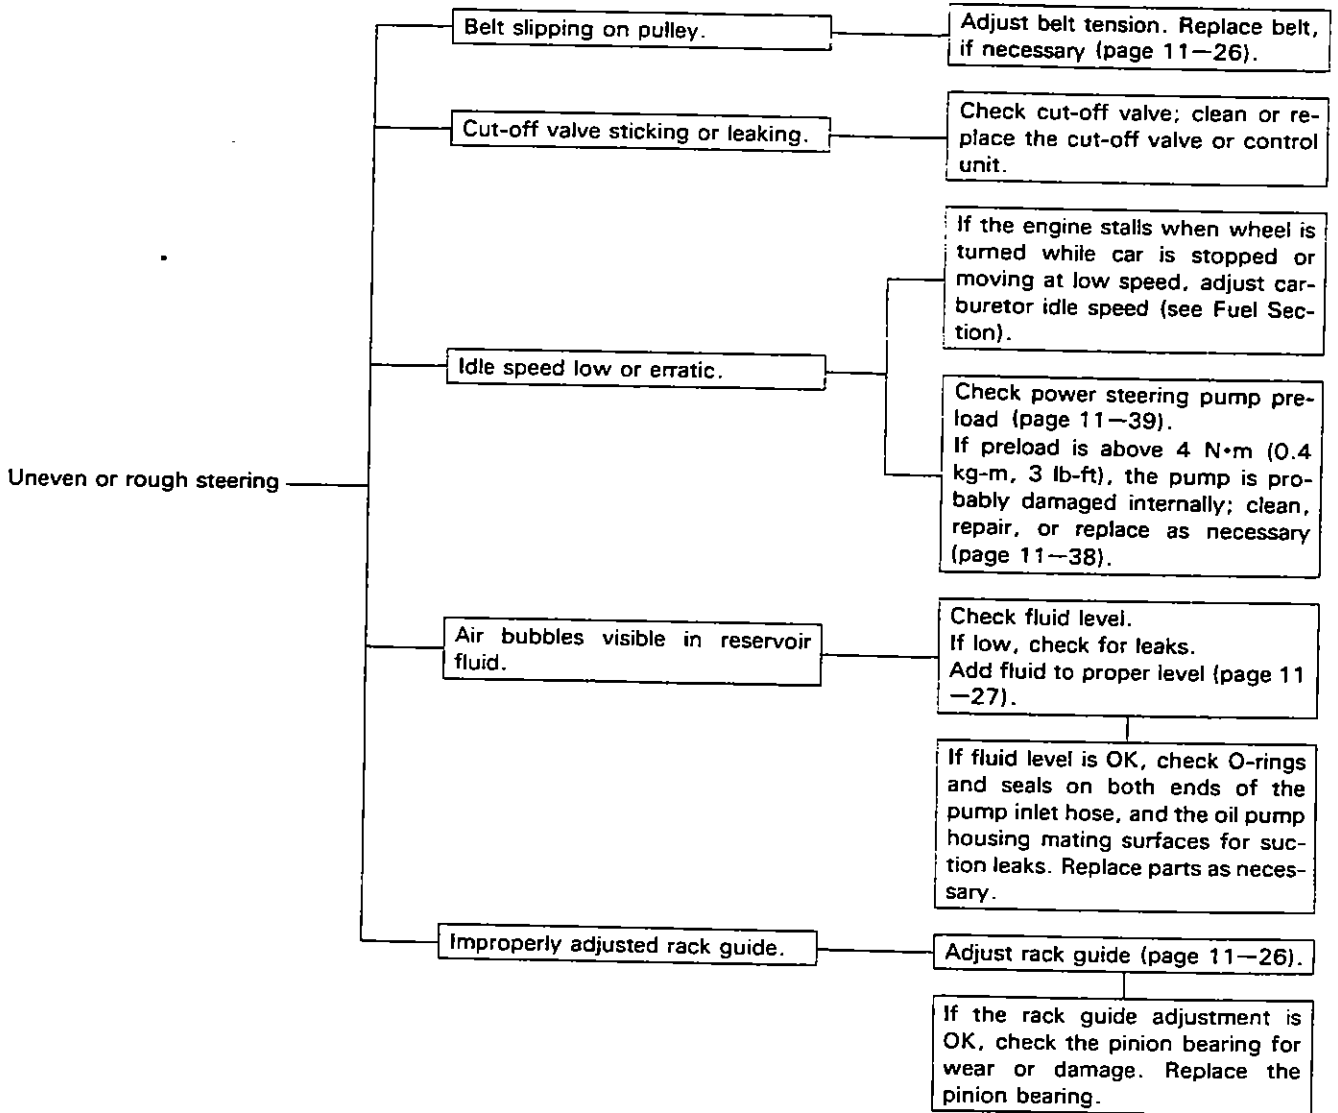 Belt slipping on pulley.
Adjust belt tension. Replace belt,
if necessary (page 11—26).
Cut-off valve sticking or leaking.
Check cut-off valve; clean or re-
place the cut-off valve or control
unit.
If the engine stalls when wheel is
turned while car is stopped or
moving at low speed, adjust car-
buretor idle speed (see Fuel Sec-
tion).
Idle speed low or erratic.
Check power steering pump pre-
load (page 11—39).
If preload is above 4 N•m (0.4
kg-m, 3 lb-ft), the pump is pro-
bably damaged internally; clean,
repair, or replace as necessary
(page 11—38).
Uneven or rough steering
Air bubbles visible in reservoir
fluid.
Check fluid level.
If low, check for leaks.
Add fluid to proper level (page 11
—27).
If fluid level is OK, check O-rings
and seals on both ends of the
pump inlet hose, and the oil pump
housing mating surfaces for suc-
tion leaks. Replace parts as neces-
sary.
Improperly adjusted rack guide.
Adjust rack guide (page 11—26).
If the rack guide adjustment is
OK, check the pinion bearing for
wear or damage. Replace the
pinion bearing.